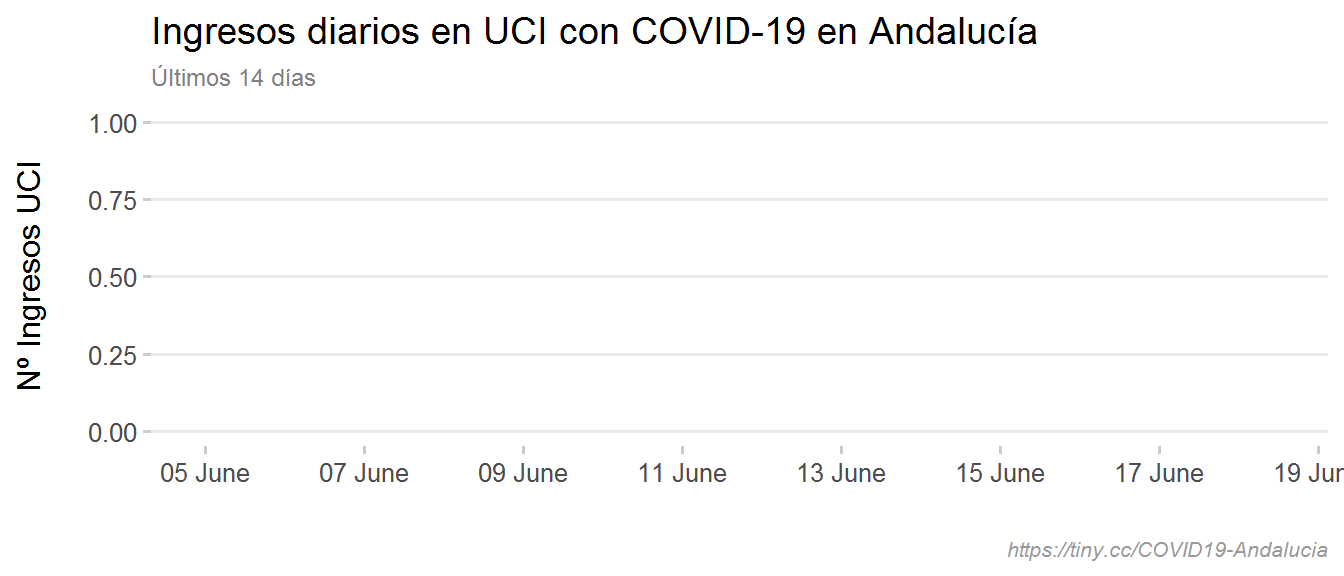 Ingresos diarios en UCI con COVID-19 en Andalucía
Últimos 14 días
Nº Ingresos UCI
1.00
0.75
0.50
0.25
0.00
05 June 07 June 09 June 11 June 13 June 15 June 17 June 19 Jun
https://tiny.cc/COVID19-Andalucia